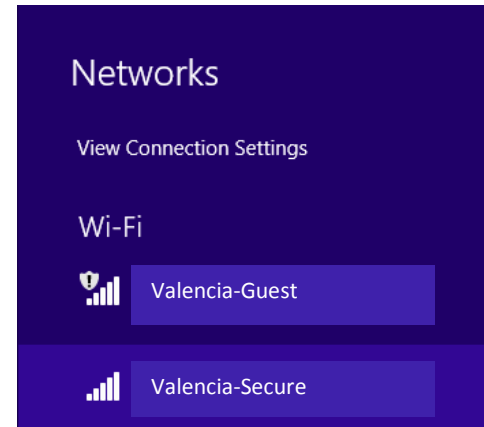 Networks
View Connection Settings
Wi-Fi
Valencia-Guest
Valencia-Secure